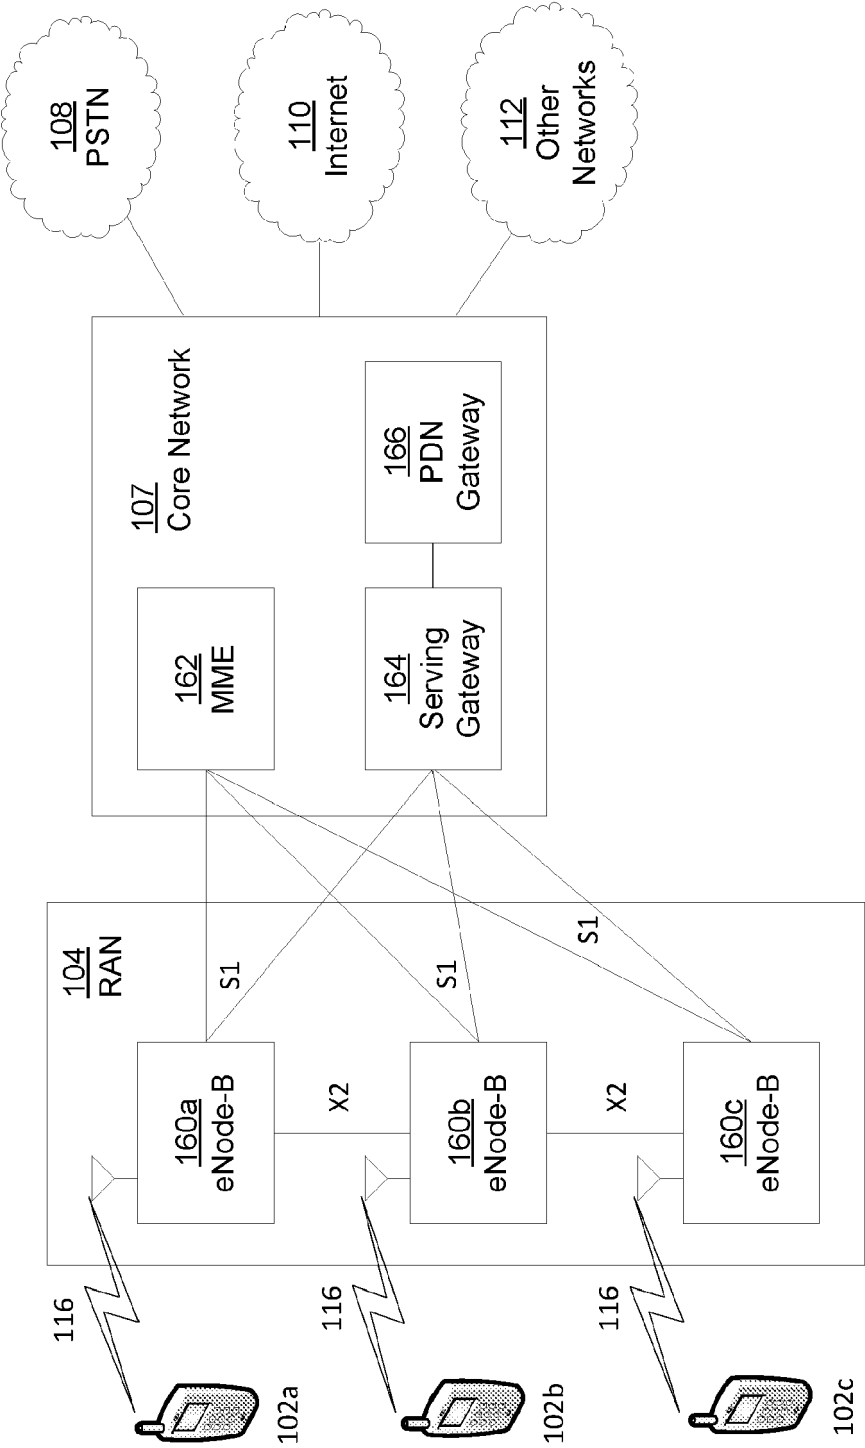 102a
102b
102c
116
116
116
104
RAN
160a
eNode-B
160b
eNode-B
160c
eNode-B
X2
X2
S1
S1
S1
107
Core Network
162
MME
164
Serving
Gateway
166
PDN
Gateway
108
PSTN
110
Internet
112
Other
Networks